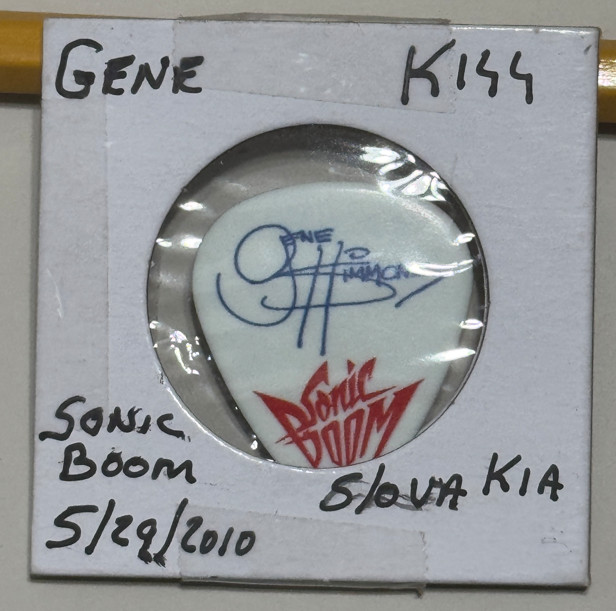 GENE KISS
GENE SIMMONS
Sonic
BOOM
SONIC
BOOM
SLOVAKIA
5/29/2010